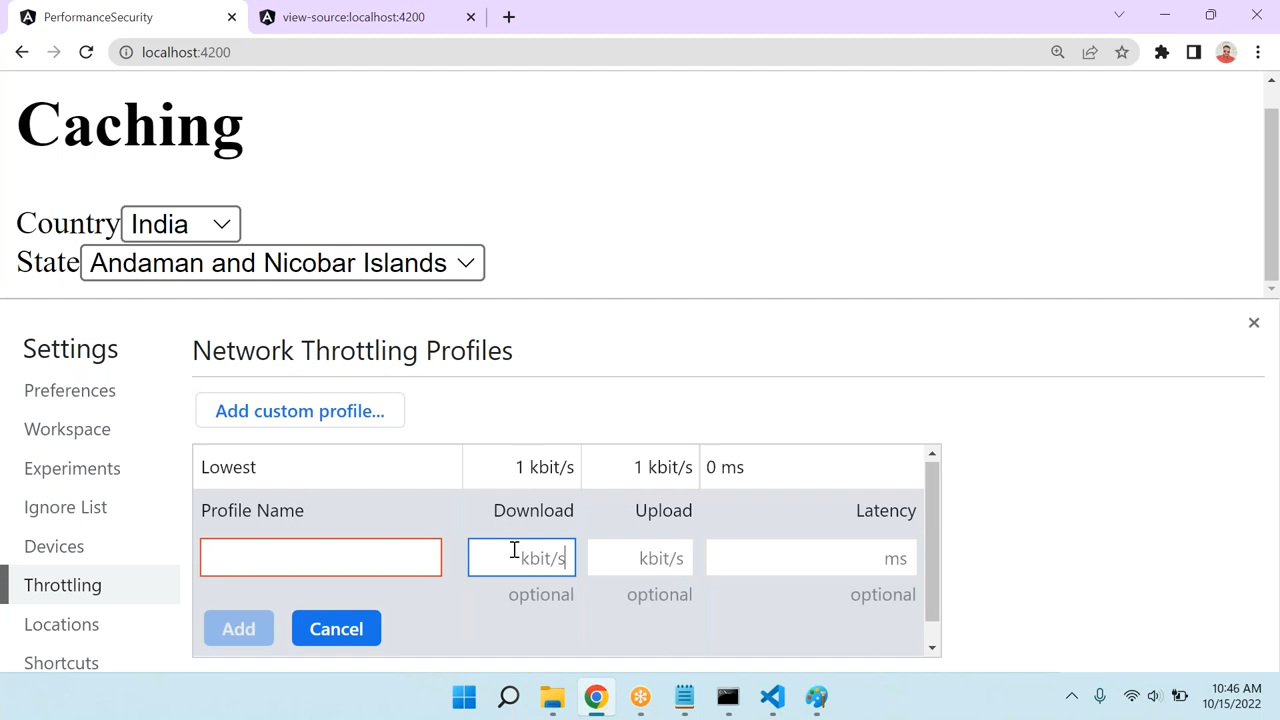 PerformanceSecurity
view-source:localhost:4200
localhost:4200
Caching
Country India
State Andaman and Nicobar Islands
Settings
Preferences
Workspace
Experiments
Ignore List
Devices
Throttling
Locations
Shortcuts
Network Throttling Profiles
Add custom profile...
Lowest 1 kbit/s 1 kbit/s 0 ms
Profile Name Download Upload Latency
kbit/s kbit/s ms
optional optional optional
Add Cancel
10:46 AM
10/15/2022